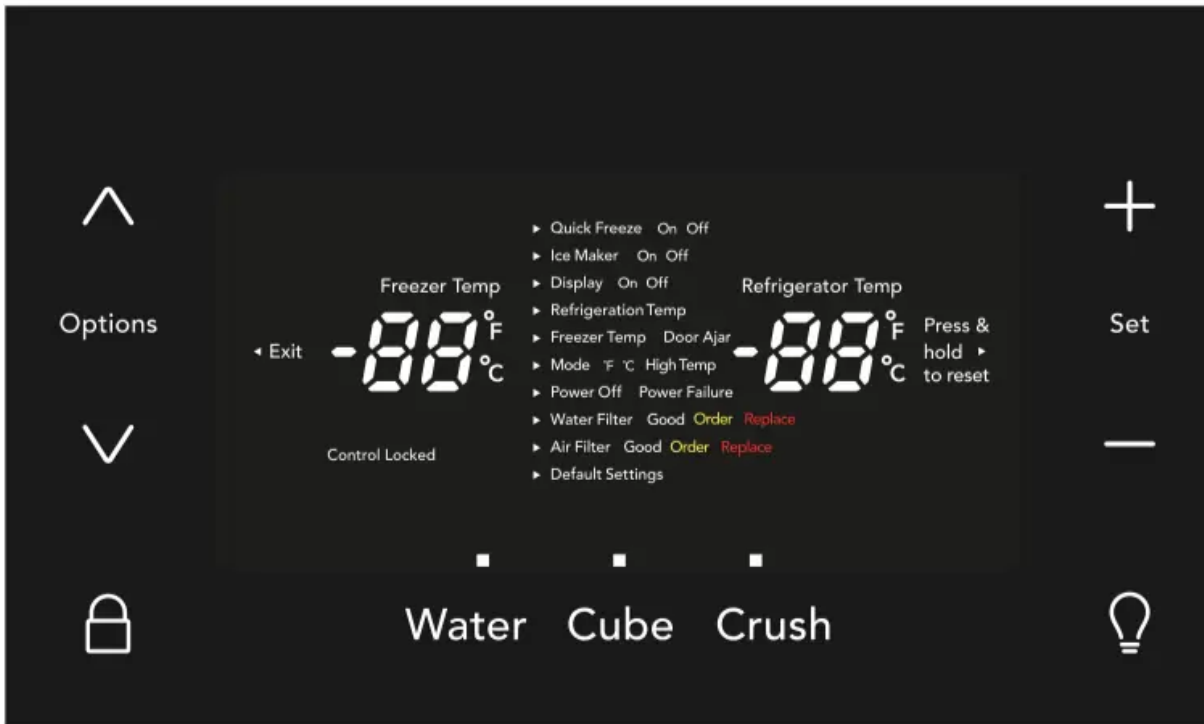 Quick Freeze On Off
Ice Maker On Off
Display On Off
Refrigeration Temp
Freezer Temp Door Ajar
Mode °F °C High Temp
Power Off Power Failure
Water Filter Good Order Replace
Air Filter Good Order Replace
Default Settings
Freezer Temp
-88 °F °C
Refrigerator Temp
-88 °F °C
Options
Exit
Control Locked
Set
Press &
hold
to reset
Water Cube Crush